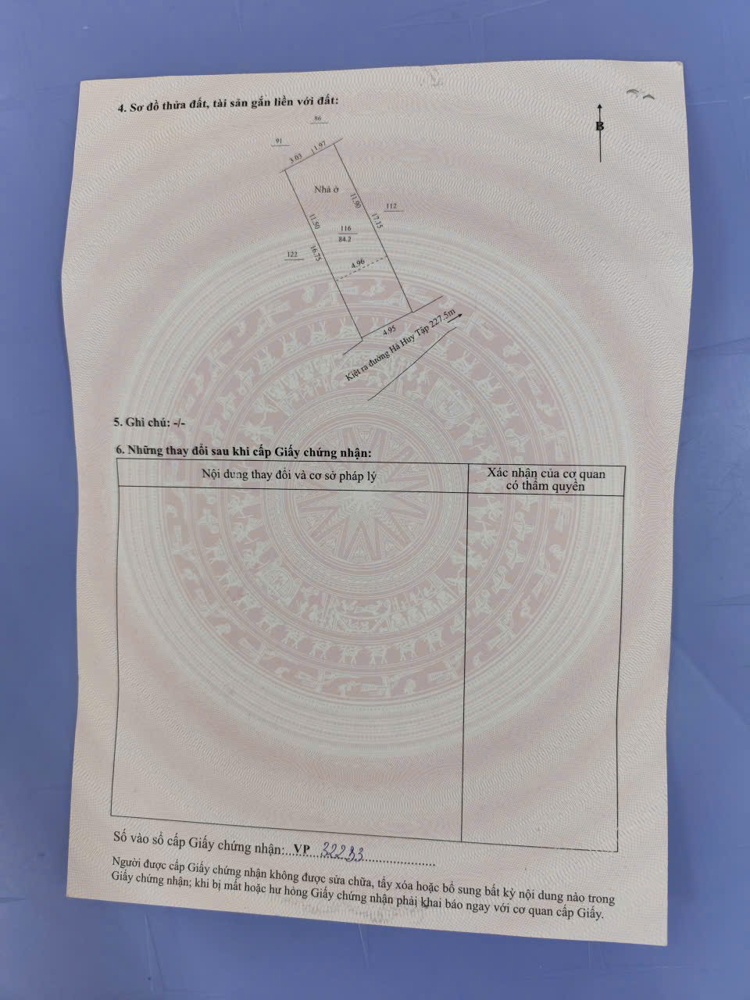 4. Sơ đồ thửa đất, tài sản gắn liền với đất:
86
91
B
3.03
1.97
Nhà ở
11.90
112
17.15
11.50
116
84.2
122
16.75
4.96
4.95
Kiệt ra đường Hà Huy Tập 227.5m
5. Ghi chú: -/-
6. Những thay đổi sau khi cấp Giấy chứng nhận:
Nội dung thay đổi và cơ sở pháp lý
Xác nhận của cơ quan
có thẩm quyền
Số vào sổ cấp Giấy chứng nhận:...VP 32283
Người được cấp Giấy chứng nhận không được sửa chữa, tẩy xóa hoặc bổ sung bất kỳ nội dung nào trong
Giấy chứng nhận; khi bị mất hoặc hư hỏng Giấy chứng nhận phải khai báo ngay với cơ quan cấp Giấy.